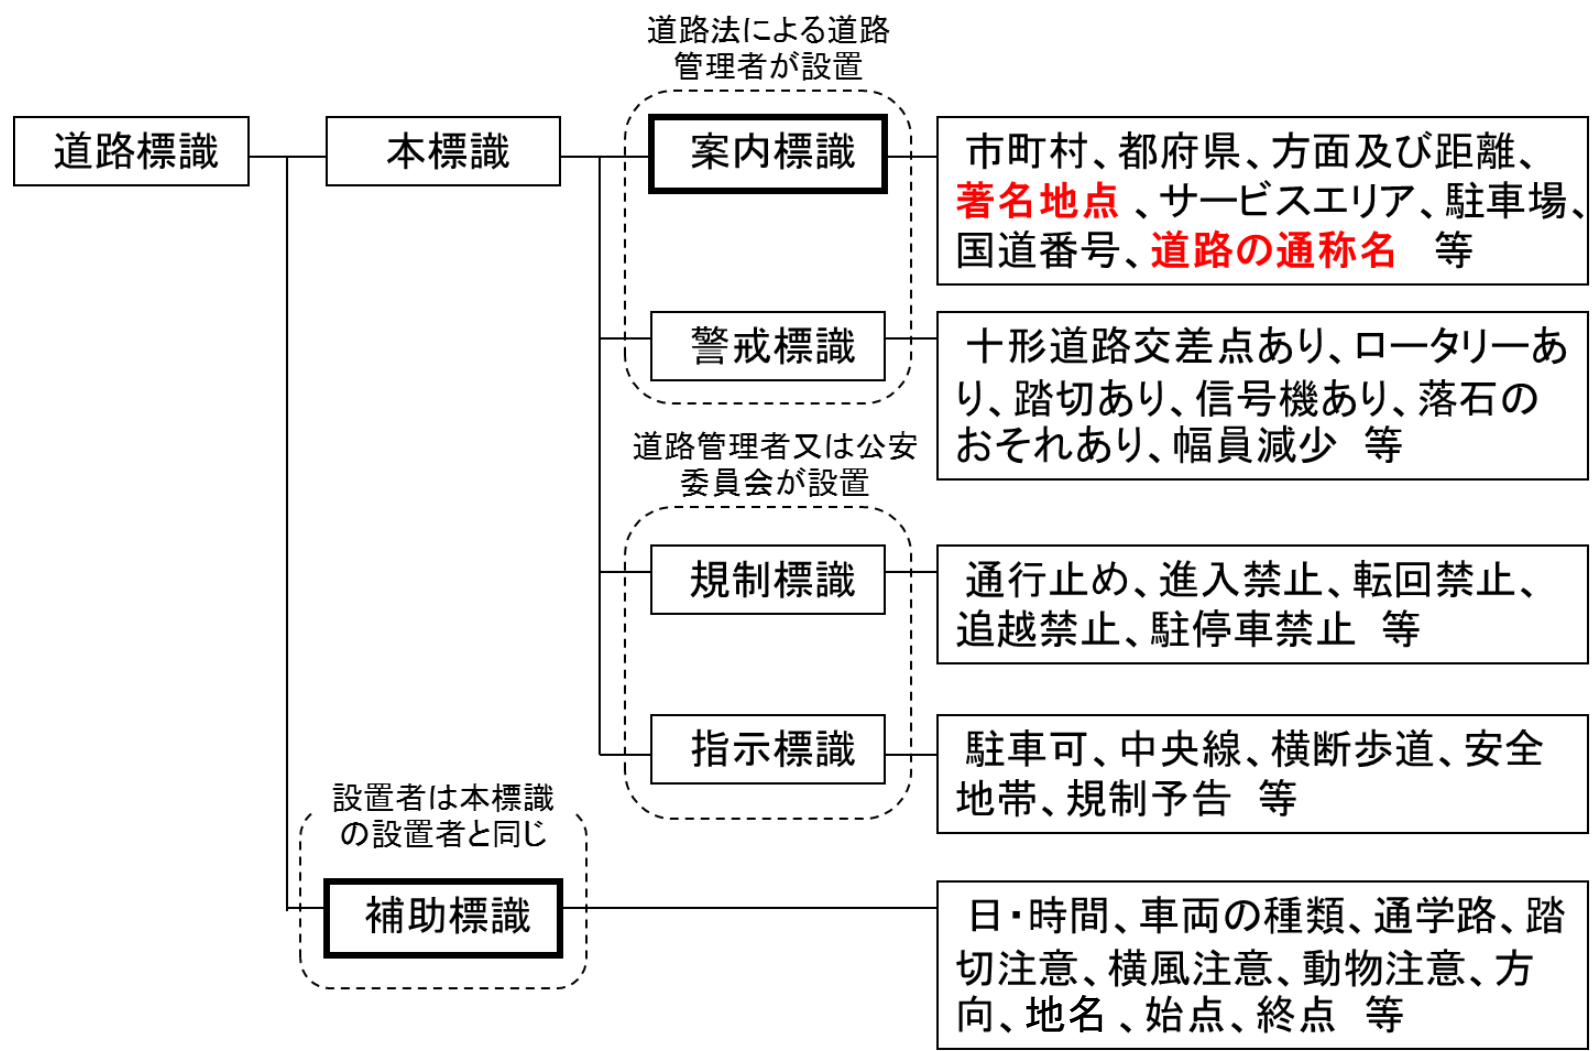 道路法による道路
管理者が設置
道路標識
本標識
案内標識
市町村、都府県、方面及び距離、
著名地点 、サービスエリア、駐車場、
国道番号、道路の通称名 等
警戒標識
十形道路交差点あり、ロータリーあ
り、踏切あり、信号機あり、落石の
おそれあり、幅員減少 等
道路管理者又は公安
委員会が設置
規制標識
通行止め、進入禁止、転回禁止、
追越禁止、駐停車禁止 等
指示標識
駐車可、中央線、横断歩道、安全
地帯、規制予告 等
設置者は本標識
の設置者と同じ
補助標識
日・時間、車両の種類、通学路、踏
切注意、横風注意、動物注意、方
向、地名 、始点、終点 等